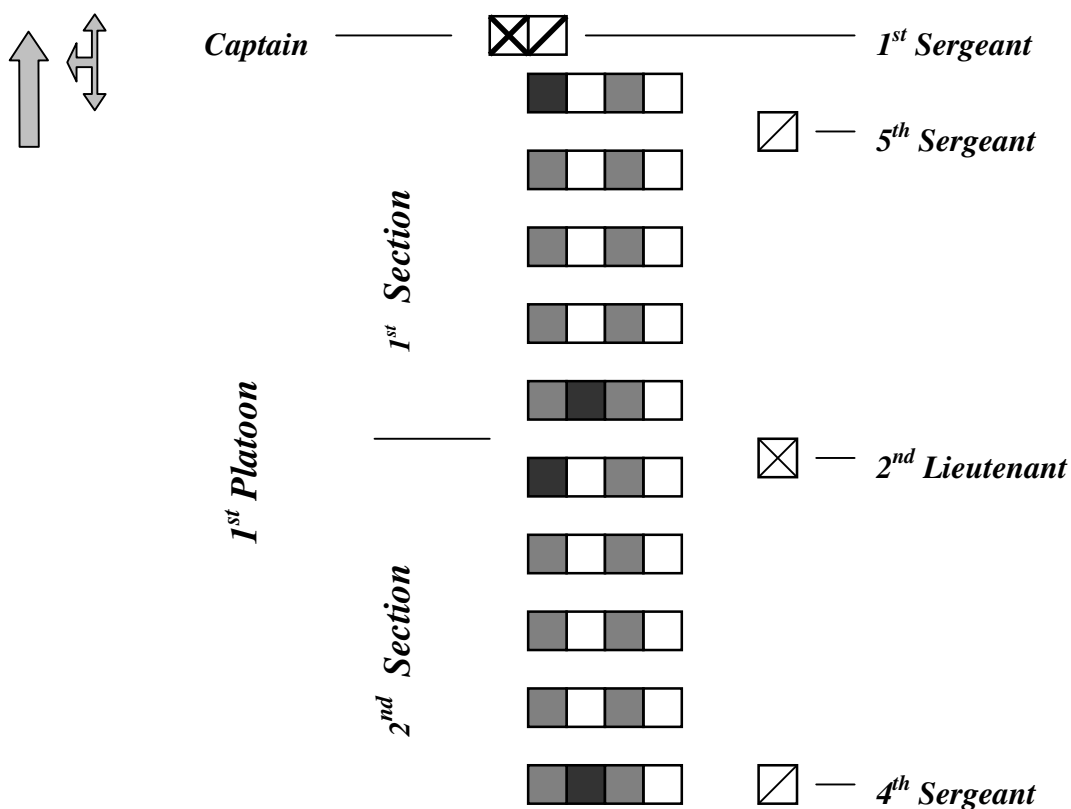 Captain
1st Sergeant
5th Sergeant
1st Section
1st Platoon
2nd Lieutenant
2nd Section
4th Sergeant